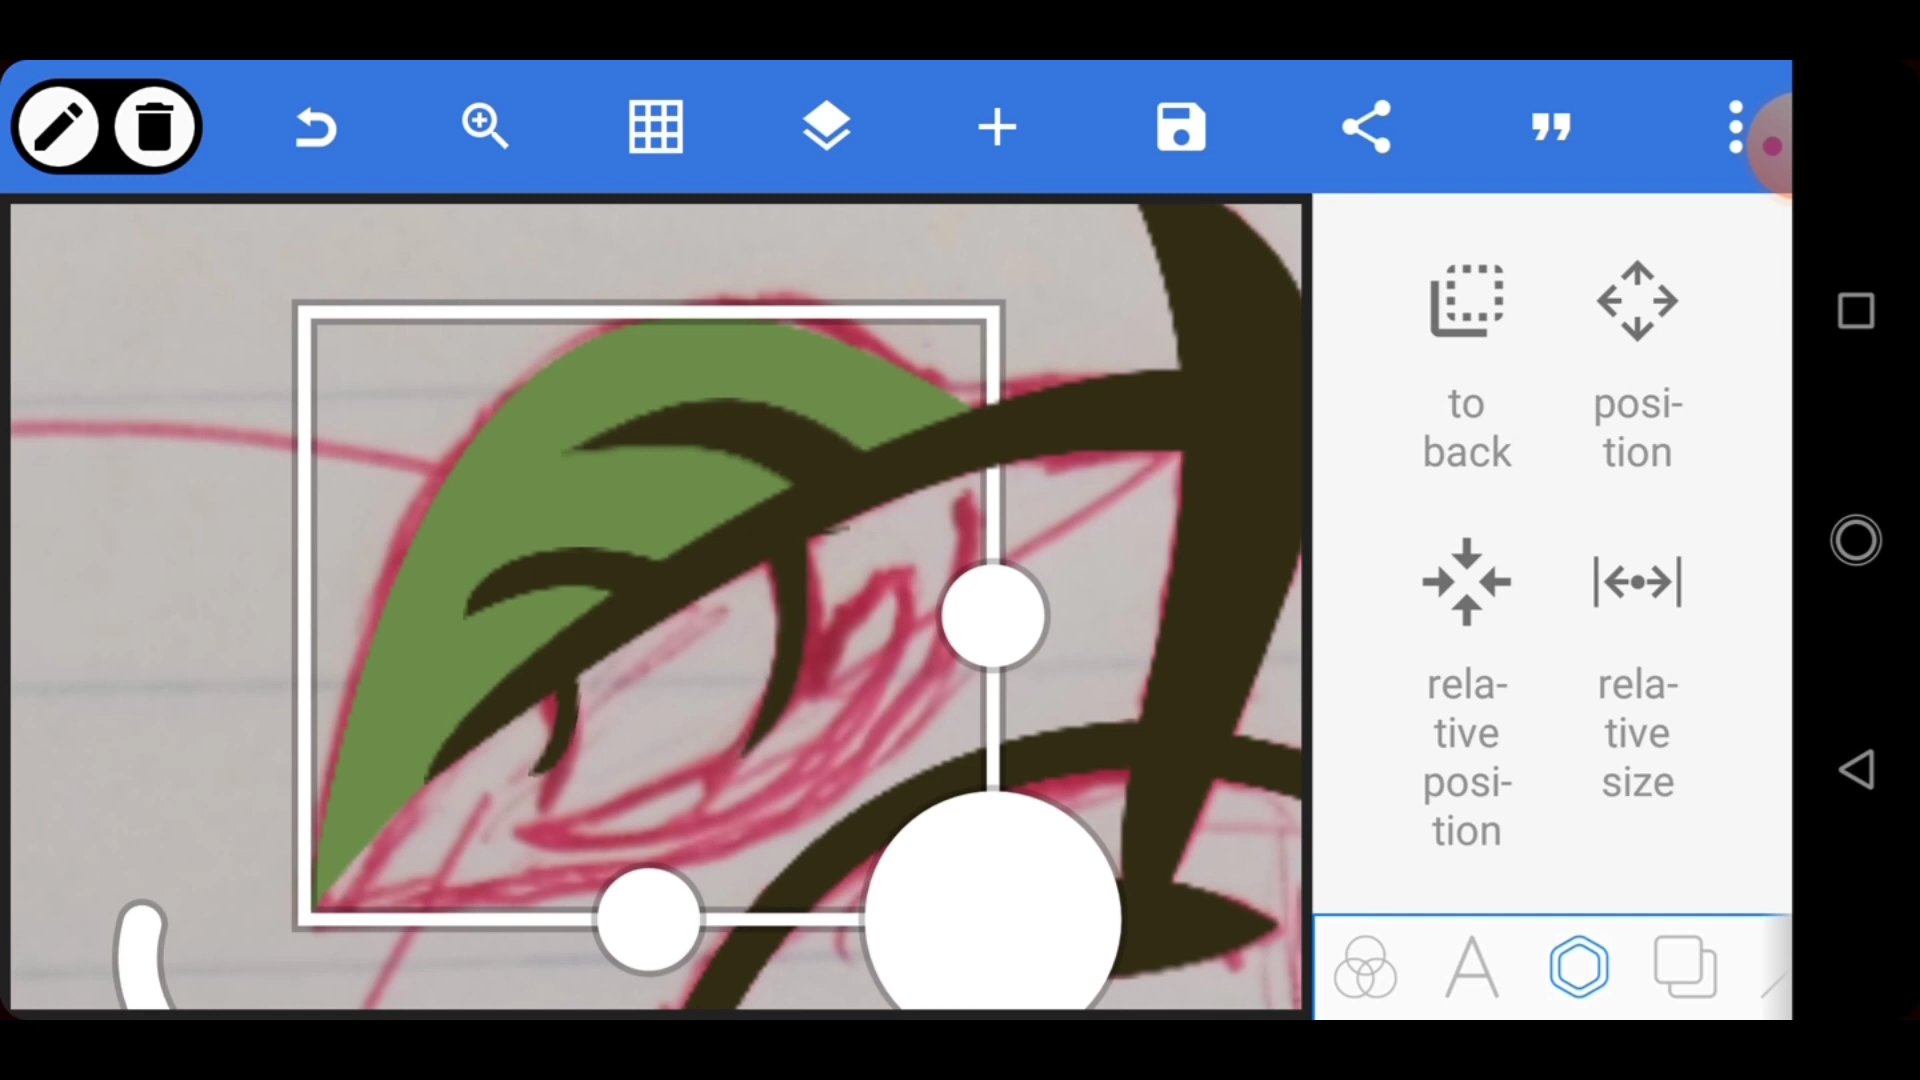 to
back
posi-
tion
rela-
tive
posi-
tion
rela-
tive
size